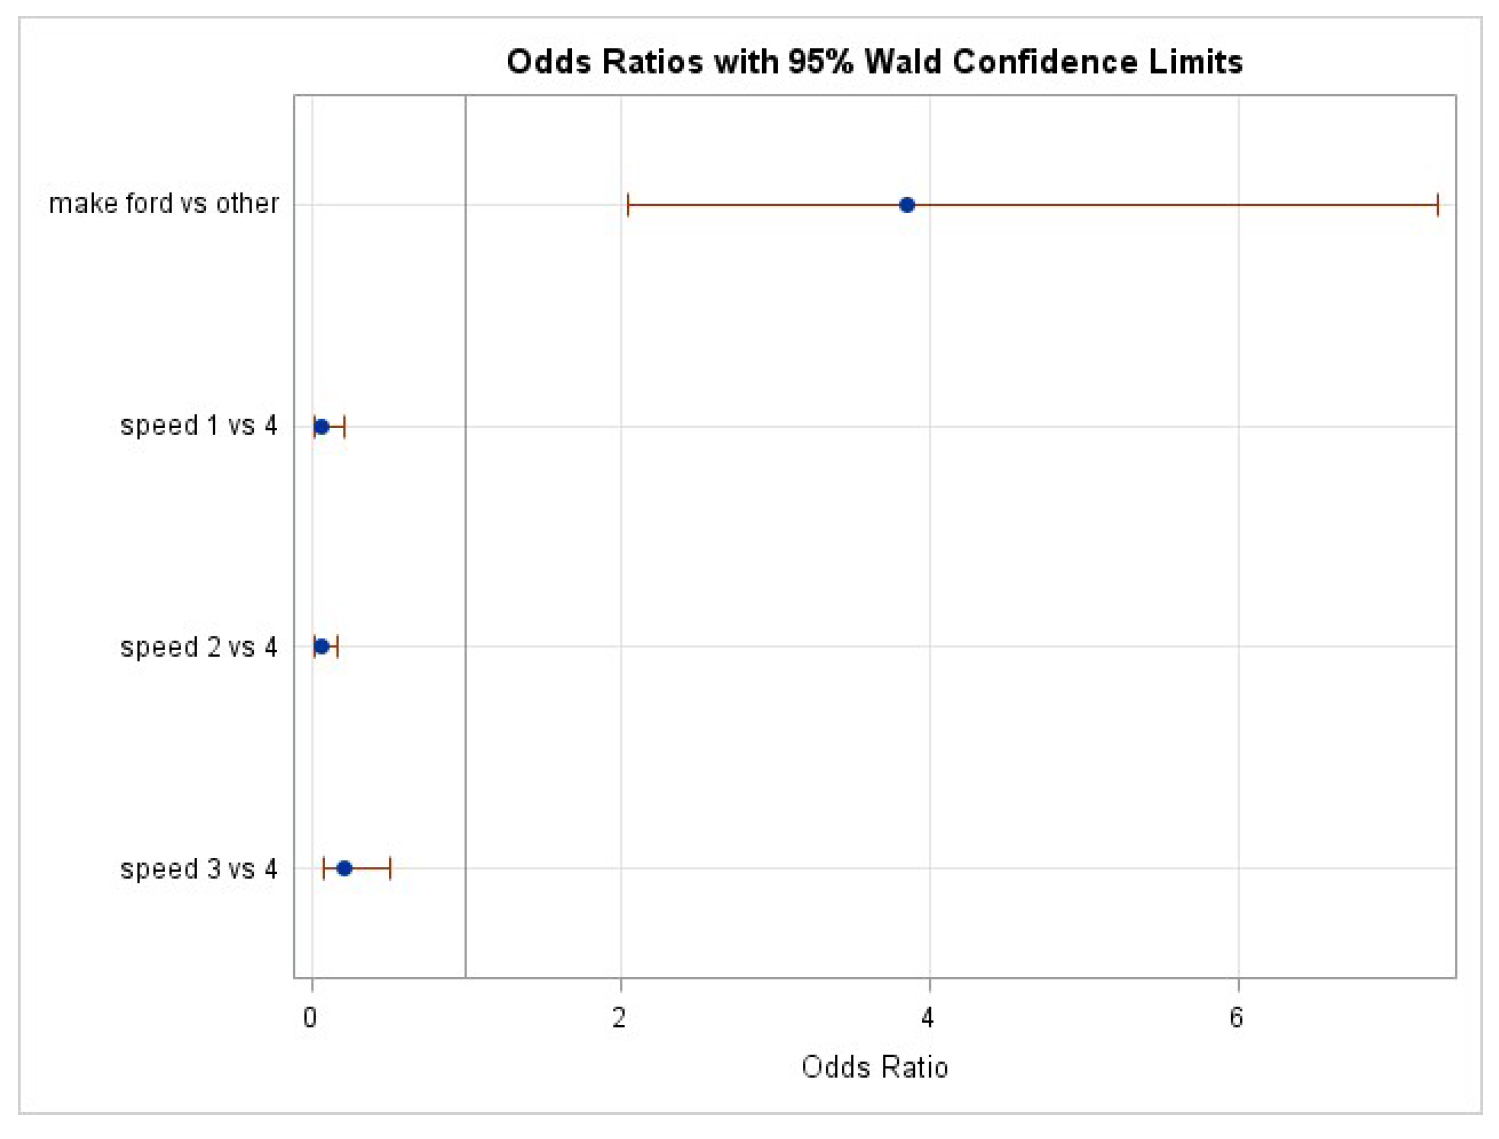 Odds Ratios with 95% Wald Confidence Limits
make ford vs other
speed 1 vs 4
speed 2 vs 4
speed 3 vs 4
0 2 4 6
Odds Ratio